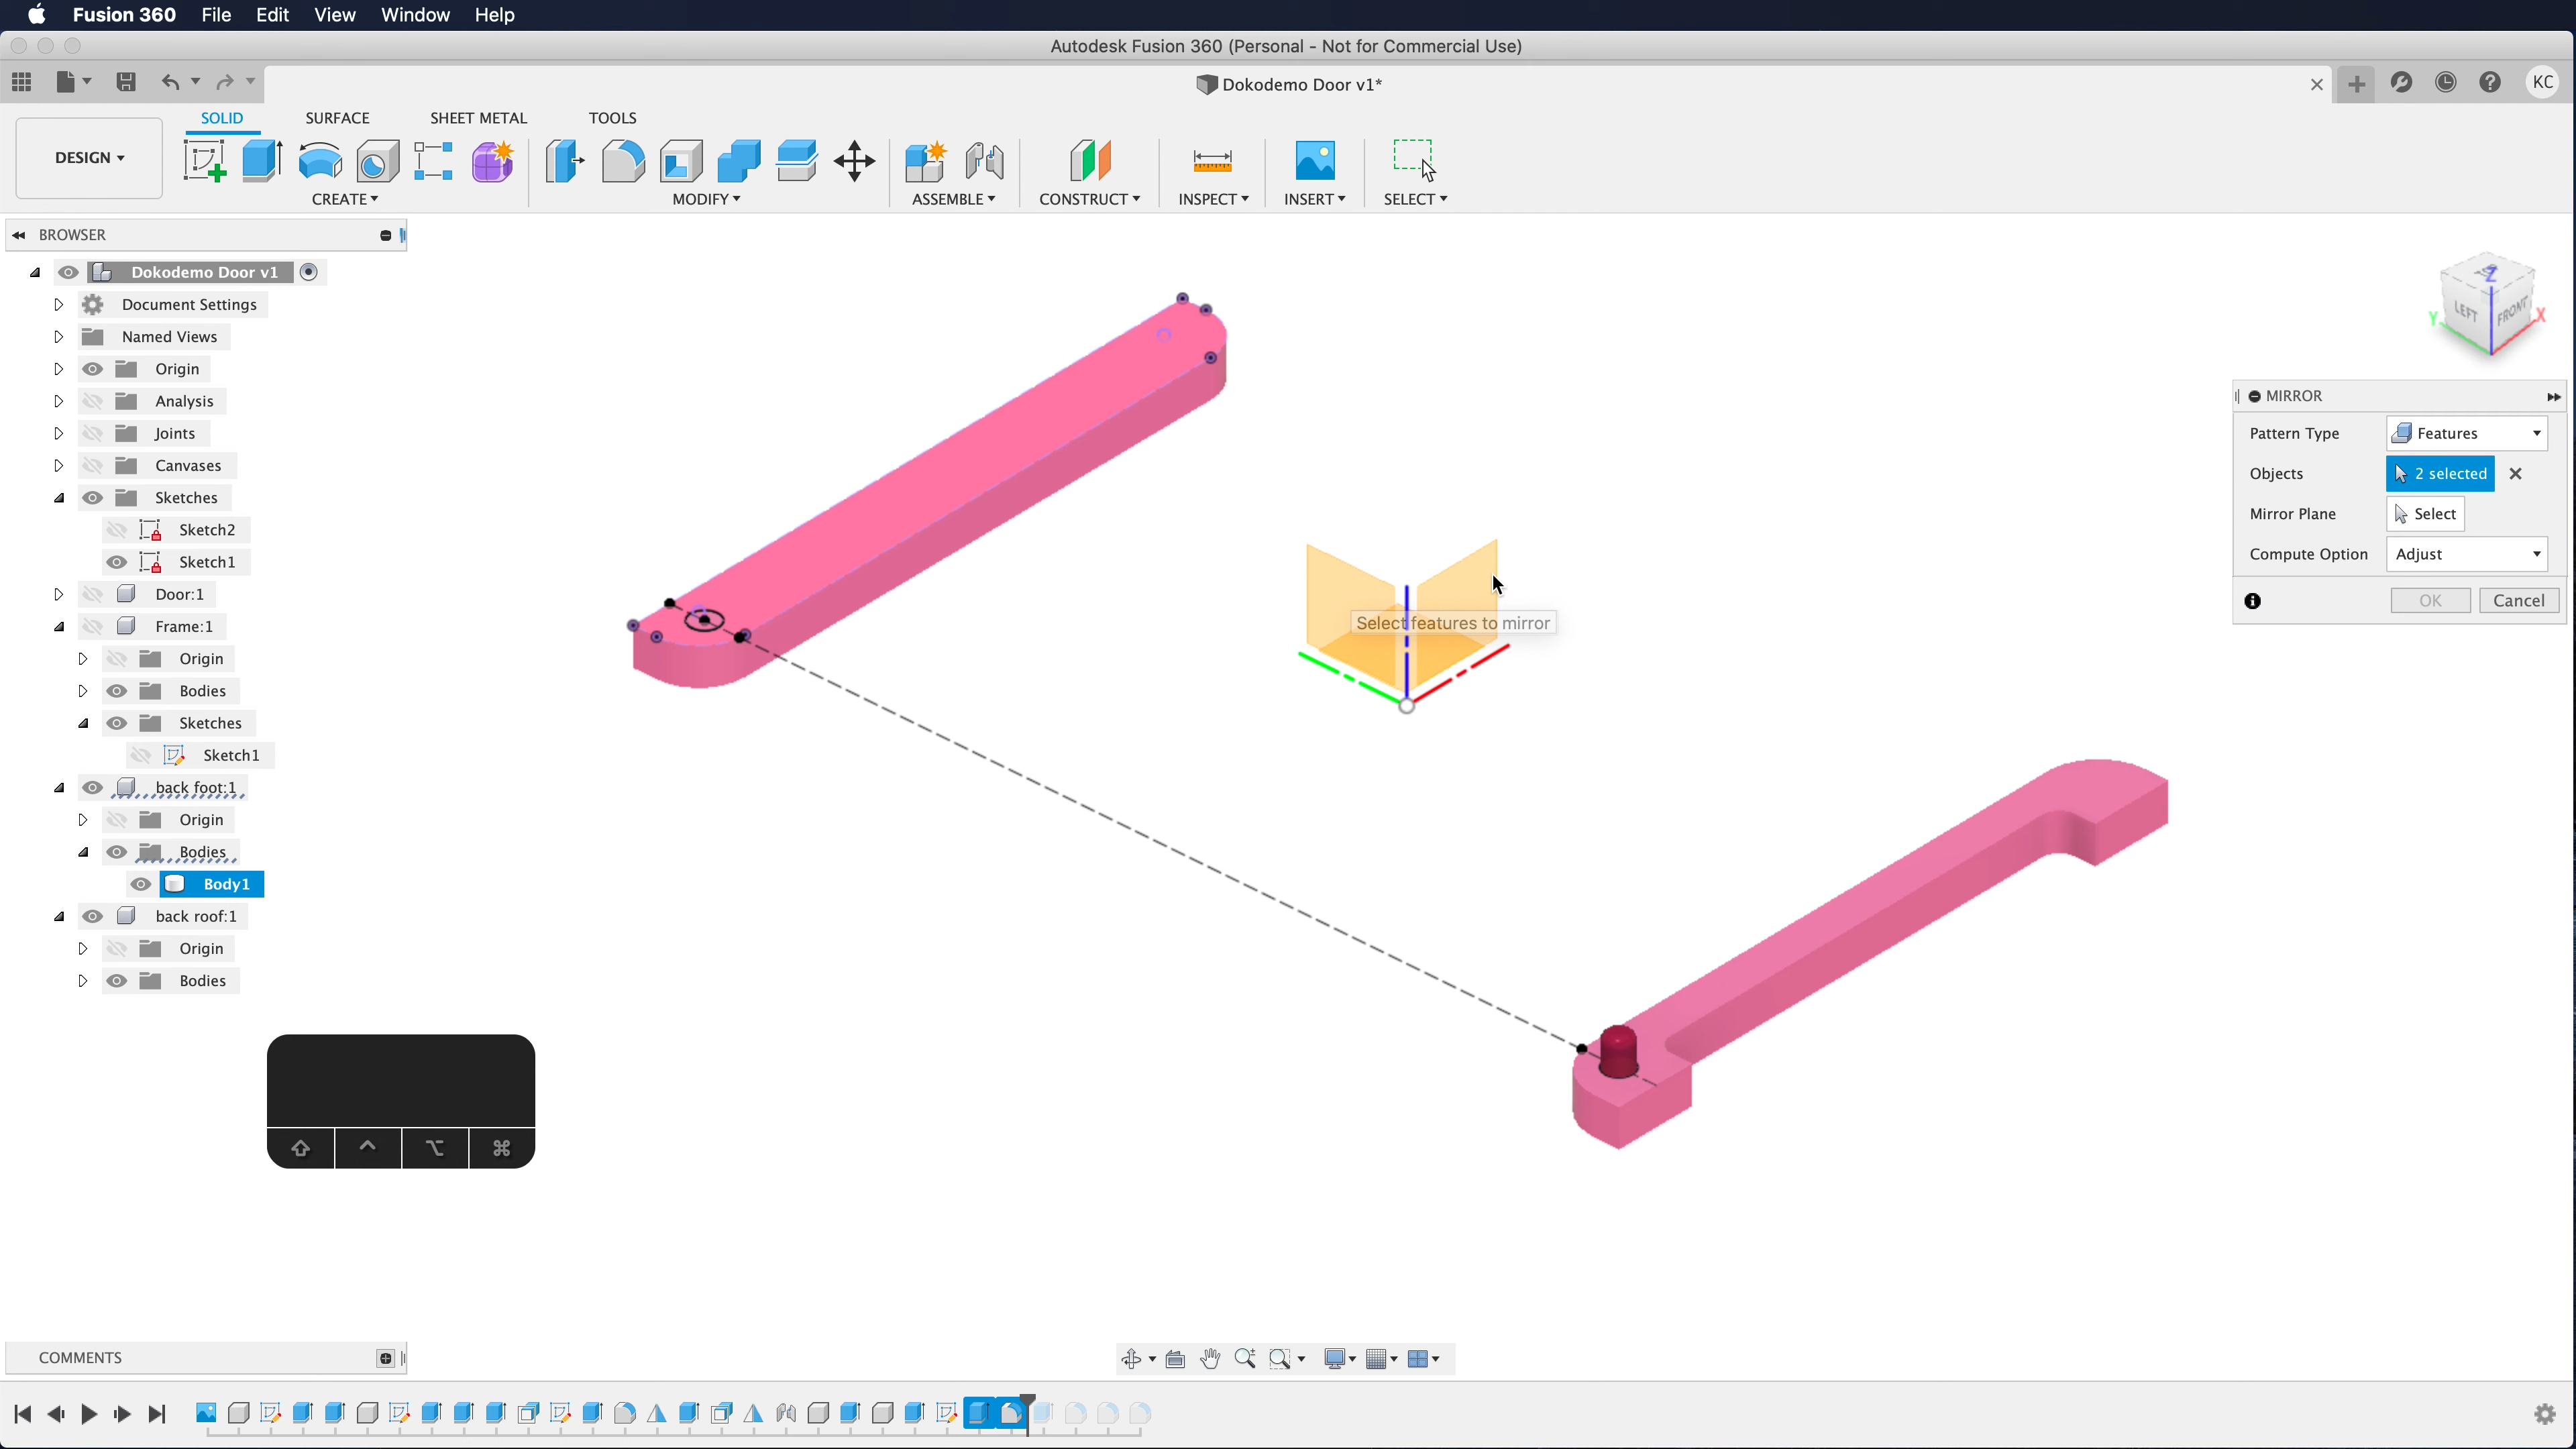 Fusion 360 File Edit View Window Help
Autodesk Fusion 360 (Personal - Not for Commercial Use)
Dokodemo Door v1*
KC
SOLID SURFACE SHEET METAL TOOLS
DESIGN
CREATE MODIFY ASSEMBLE CONSTRUCT INSPECT INSERT SELECT
BROWSER
Dokodemo Door v1
Document Settings
Named Views
Origin
Analysis
Joints
Canvases
Sketches
Sketch2
Sketch1
Door:1
Frame:1
Origin
Bodies
Sketches
Sketch1
back foot:1
Origin
Bodies
Body1
back roof:1
Origin
Bodies
Z
Y
X
LEFT
FRONT
MIRROR
Pattern Type Features
Objects 2 selected
Mirror Plane Select
Compute Option Adjust
OK Cancel
Select features to mirror
COMMENTS